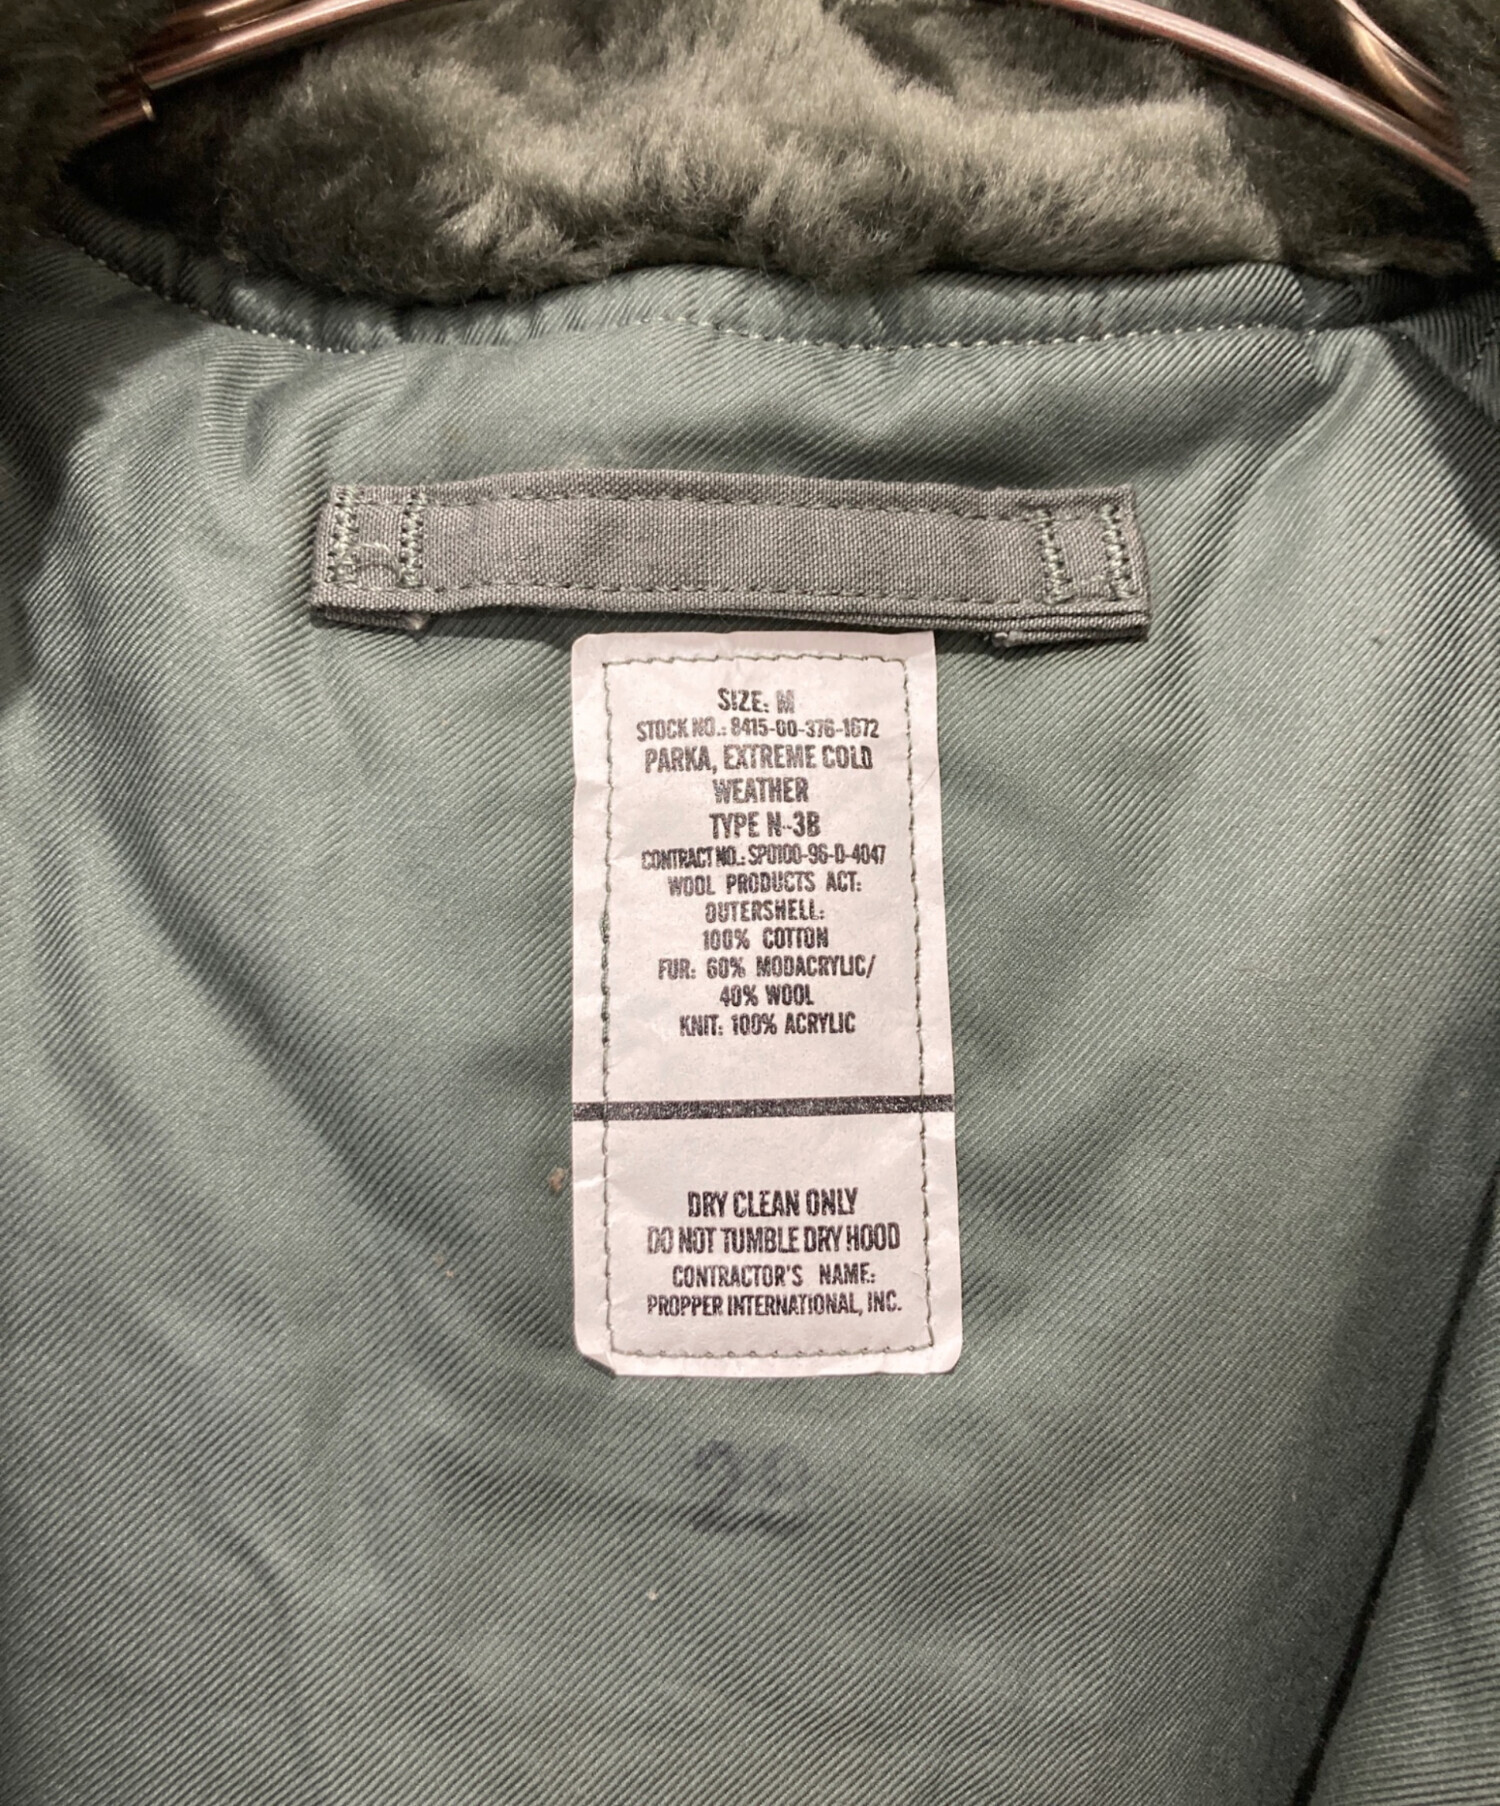 SIZE: M
STOCK NO.: 8415-00-376-1672
PARKA, EXTREME COLD
WEATHER
TYPE N-3B
CONTRACT NO.: SP0100-96-D-4047
WOOL PRODUCTS ACT:
OUTERSHELL:
100% COTTON
FUR: 60% MODACRYLIC/
40% WOOL
KNIT: 100% ACRYLIC
DRY CLEAN ONLY
DO NOT TUMBLE DRY HOOD
CONTRACTOR'S NAME:
PROPPER INTERNATIONAL, INC.